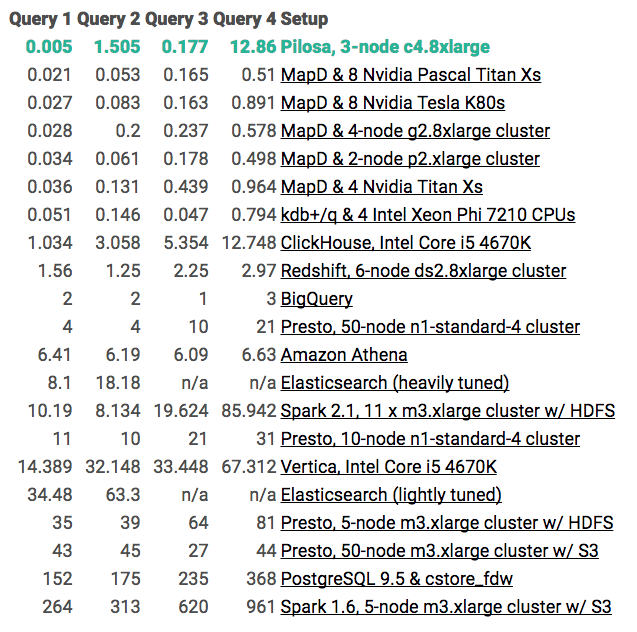 Query 1 Query 2 Query 3 Query 4 Setup
0.005 1.505 0.177 12.86 Pilosa, 3-node c4.8xlarge
0.021 0.053 0.165 0.51 MapD & 8 Nvidia Pascal Titan Xs
0.027 0.083 0.163 0.891 MapD & 8 Nvidia Tesla K80s
0.028 0.2 0.237 0.578 MapD & 4-node g2.8xlarge cluster
0.034 0.061 0.178 0.498 MapD & 2-node p2.xlarge cluster
0.036 0.131 0.439 0.964 MapD & 4 Nvidia Titan Xs
0.051 0.146 0.047 0.794 kdb+/q & 4 Intel Xeon Phi 7210 CPUs
1.034 3.058 5.354 12.748 ClickHouse, Intel Core i5 4670K
1.56 1.25 2.25 2.97 Redshift, 6-node ds2.8xlarge cluster
2 2 1 3 BigQuery
4 4 10 21 Presto, 50-node n1-standard-4 cluster
6.41 6.19 6.09 6.63 Amazon Athena
8.1 18.18 n/a n/a Elasticsearch (heavily tuned)
10.19 8.134 19.624 85.942 Spark 2.1, 11 x m3.xlarge cluster w/ HDFS
11 10 21 31 Presto, 10-node n1-standard-4 cluster
14.389 32.148 33.448 67.312 Vertica, Intel Core i5 4670K
34.48 63.3 n/a n/a Elasticsearch (lightly tuned)
35 39 64 81 Presto, 5-node m3.xlarge cluster w/ HDFS
43 45 27 44 Presto, 50-node m3.xlarge cluster w/ S3
152 175 235 368 PostgreSQL 9.5 & cstore_fdw
264 313 620 961 Spark 1.6, 5-node m3.xlarge cluster w/ S3